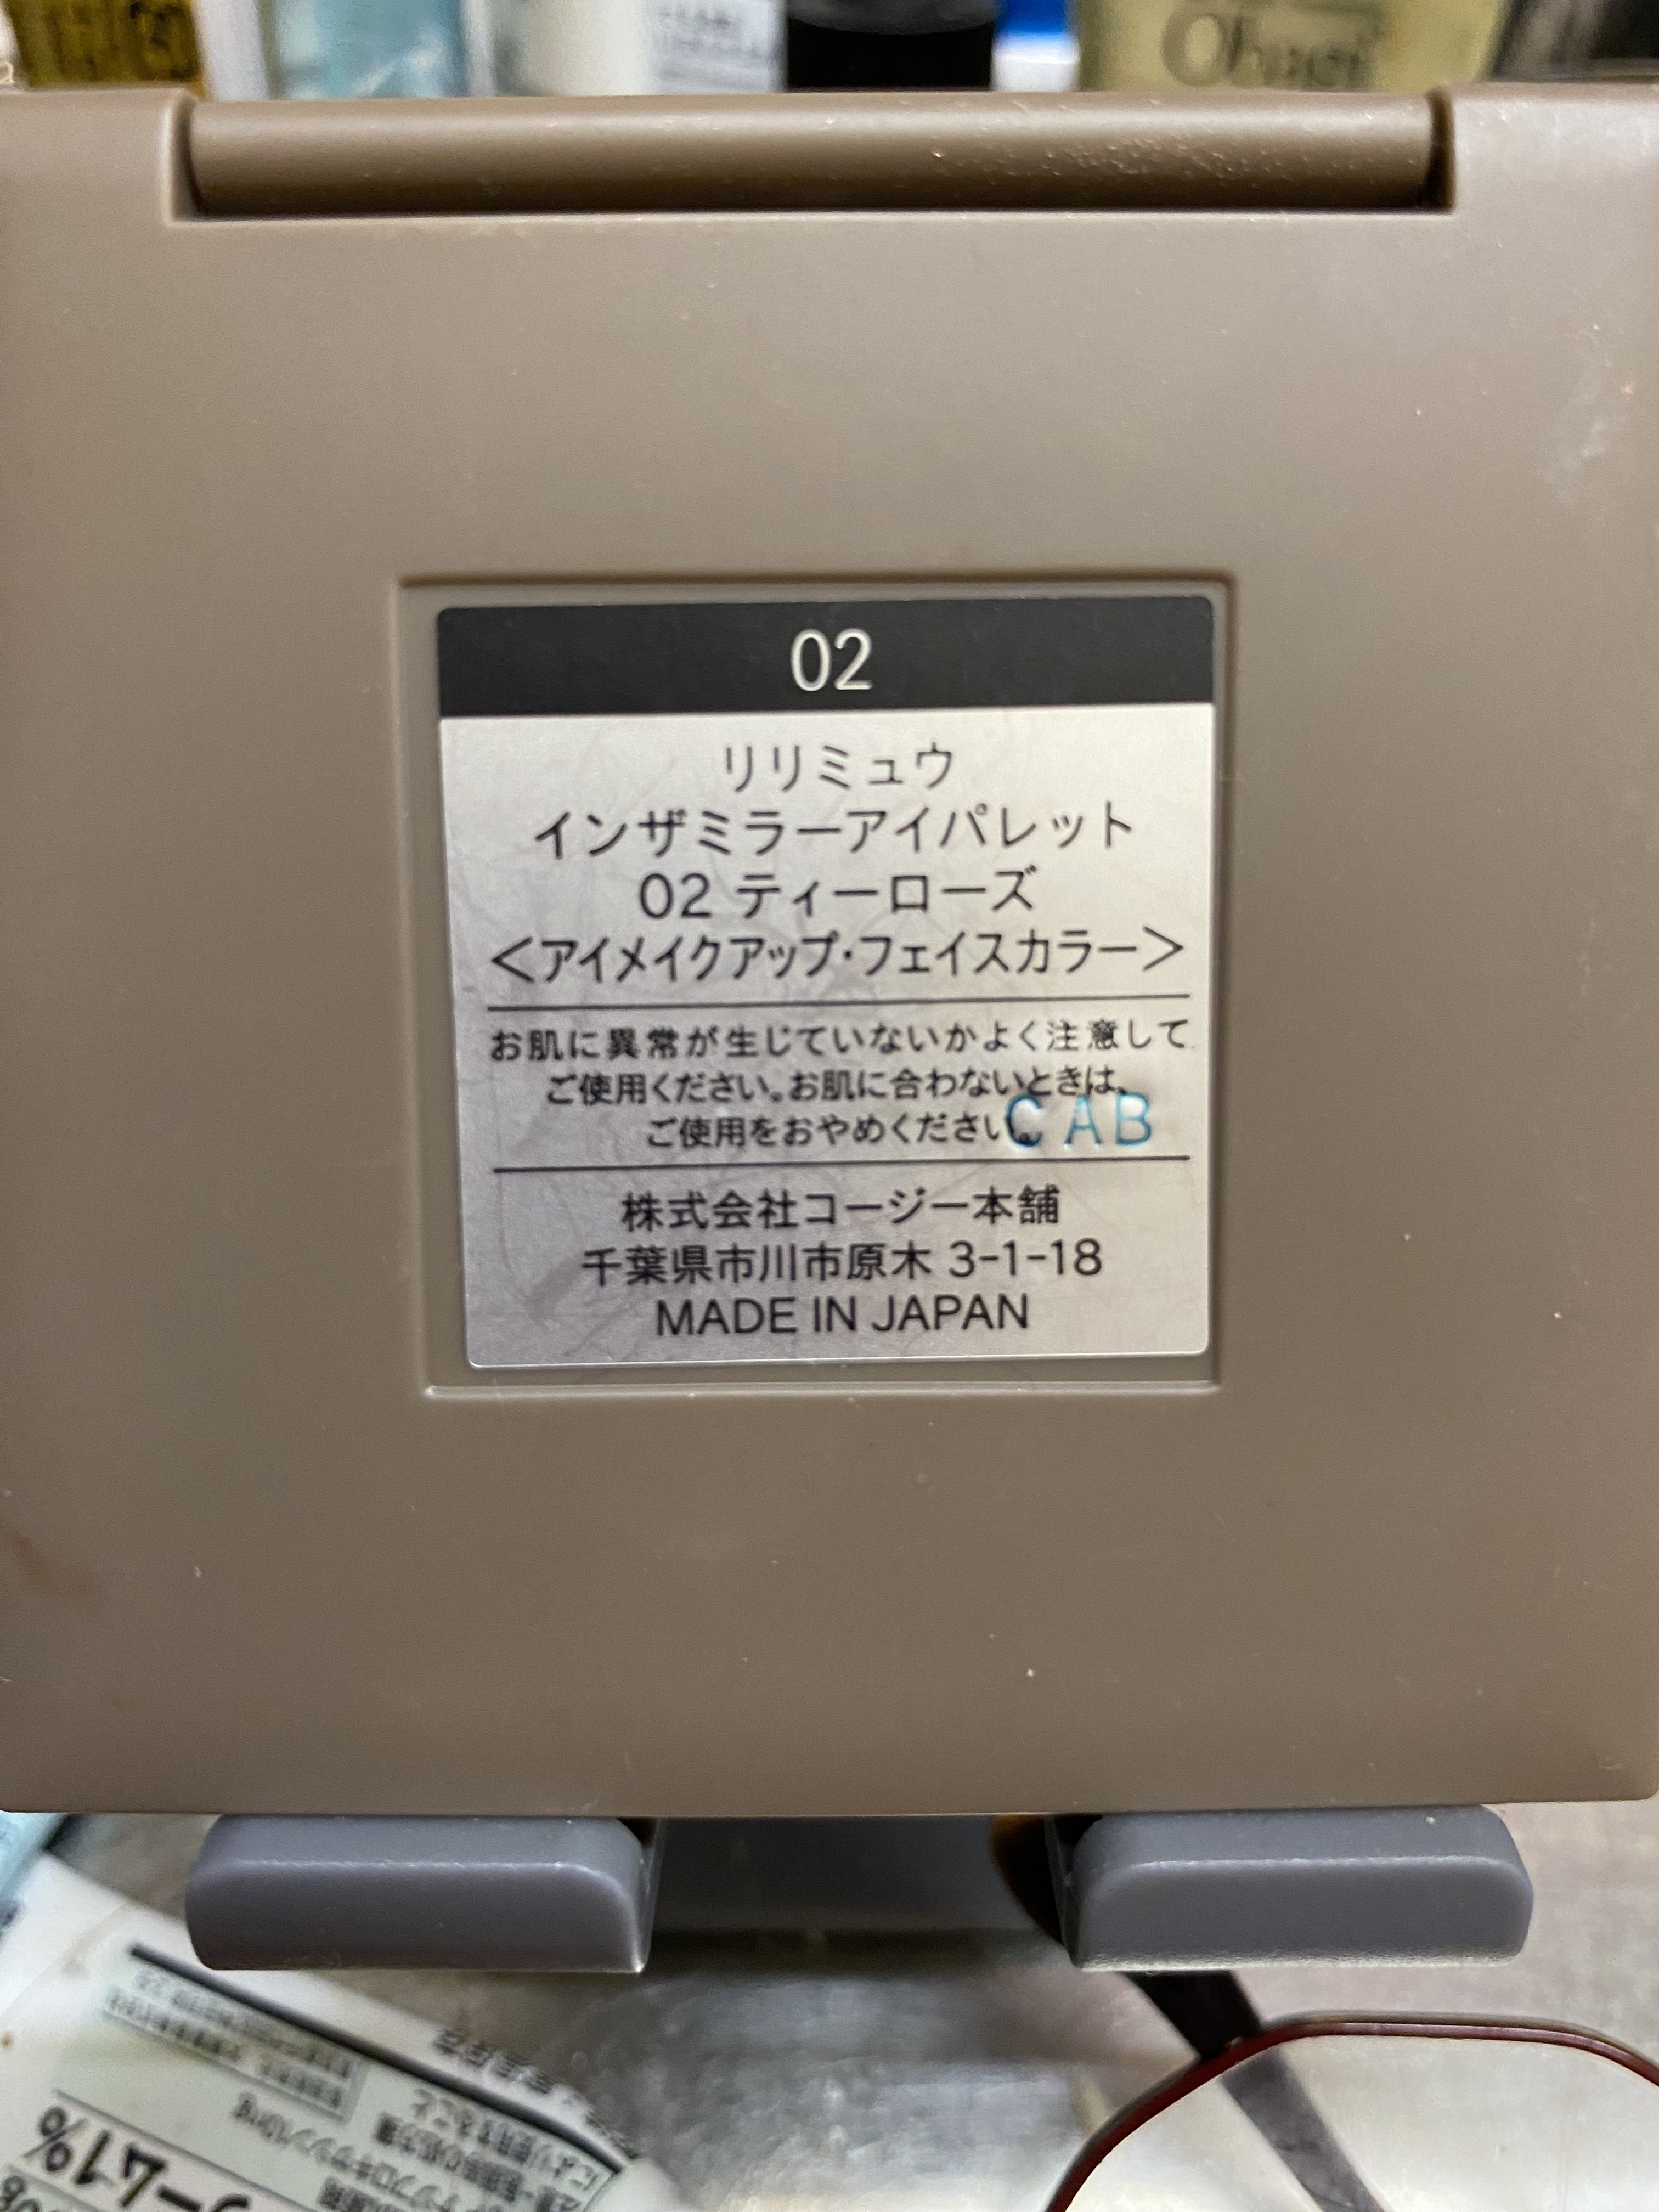 02
リリミュウ
インザミラーアイパレット
02 ティーローズ
<アイメイクアップ・フェイスカラー>
お肌に異常が生じていないかよく注意して
ご使用ください。お肌に合わないときは、
ご使用をおやめください。
CAB
株式会社コージー本舗
千葉県市川市原木 3-1-18
MADE IN JAPAN
ーム1%